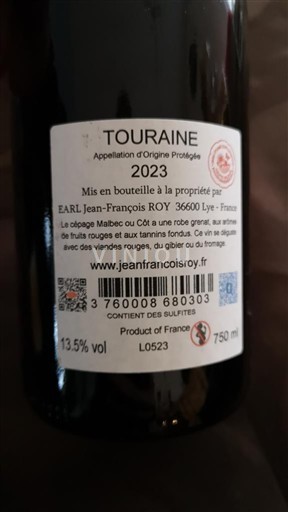 TOURAINE
Appellation d'Origine Protégée
2023
Mis en bouteille à la propriété par
EARL Jean-François ROY 36600 Lye - France
Le cépage Malbec ou Côt a une robe grenat, aux arômes
de fruits rouges et aux tannins fondus. Ce vin se déguste
avec des viandes rouges, du gibier ou du fromage.
www.jeanfrancoisroy.fr
3 760008 680303
CONTIENT DES SULFITES
Product of France
13.5% vol
L0523
750 ml